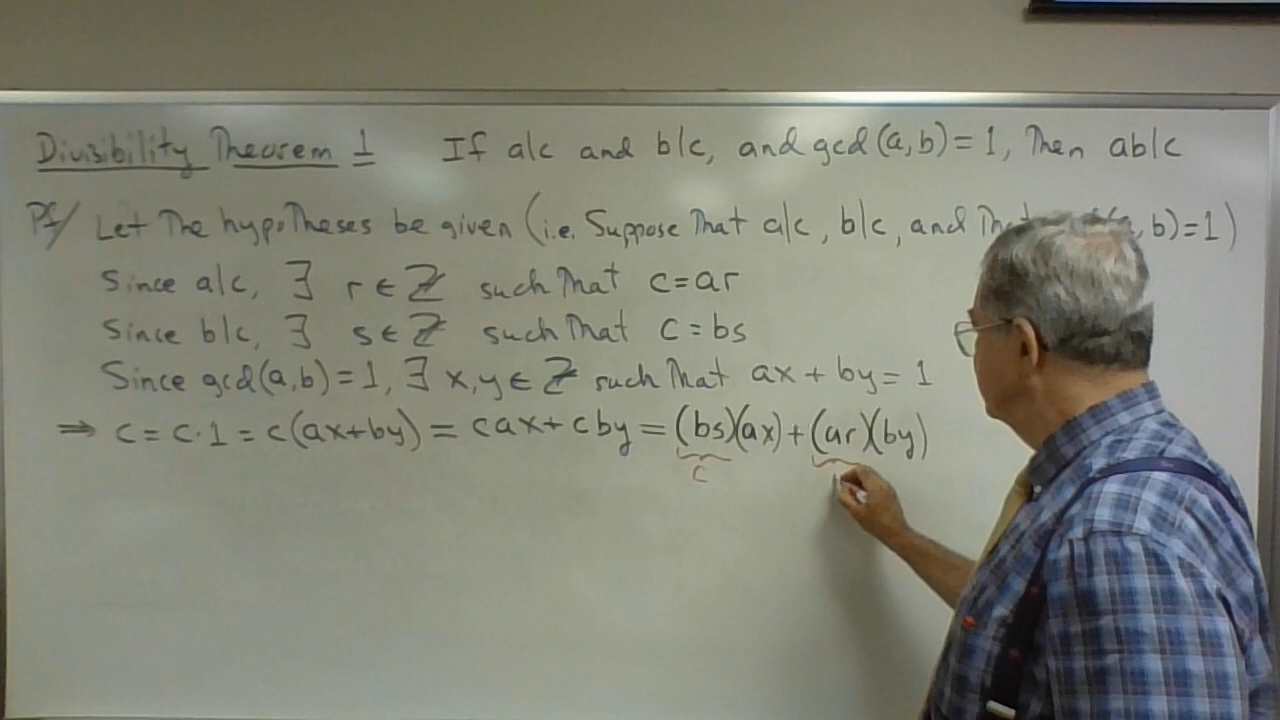 Divisibility Theorem 1 If a|c and b|c, and gcd(a,b)=1, Then ab|c
Pf/ Let The hypotheses be given (i.e. Suppose That a|c, b|c, and , b)=1)
Since a|c, ∃ r∈ℤ such that c=ar
Since b|c, ∃ s∈ℤ such that c=bs
Since gcd(a,b)=1, ∃ x,y∈ℤ such that ax+by=1
⇒ c=c·1=c(ax+by)=cax+cby=(bs)(ax)+(ar)(by)
c